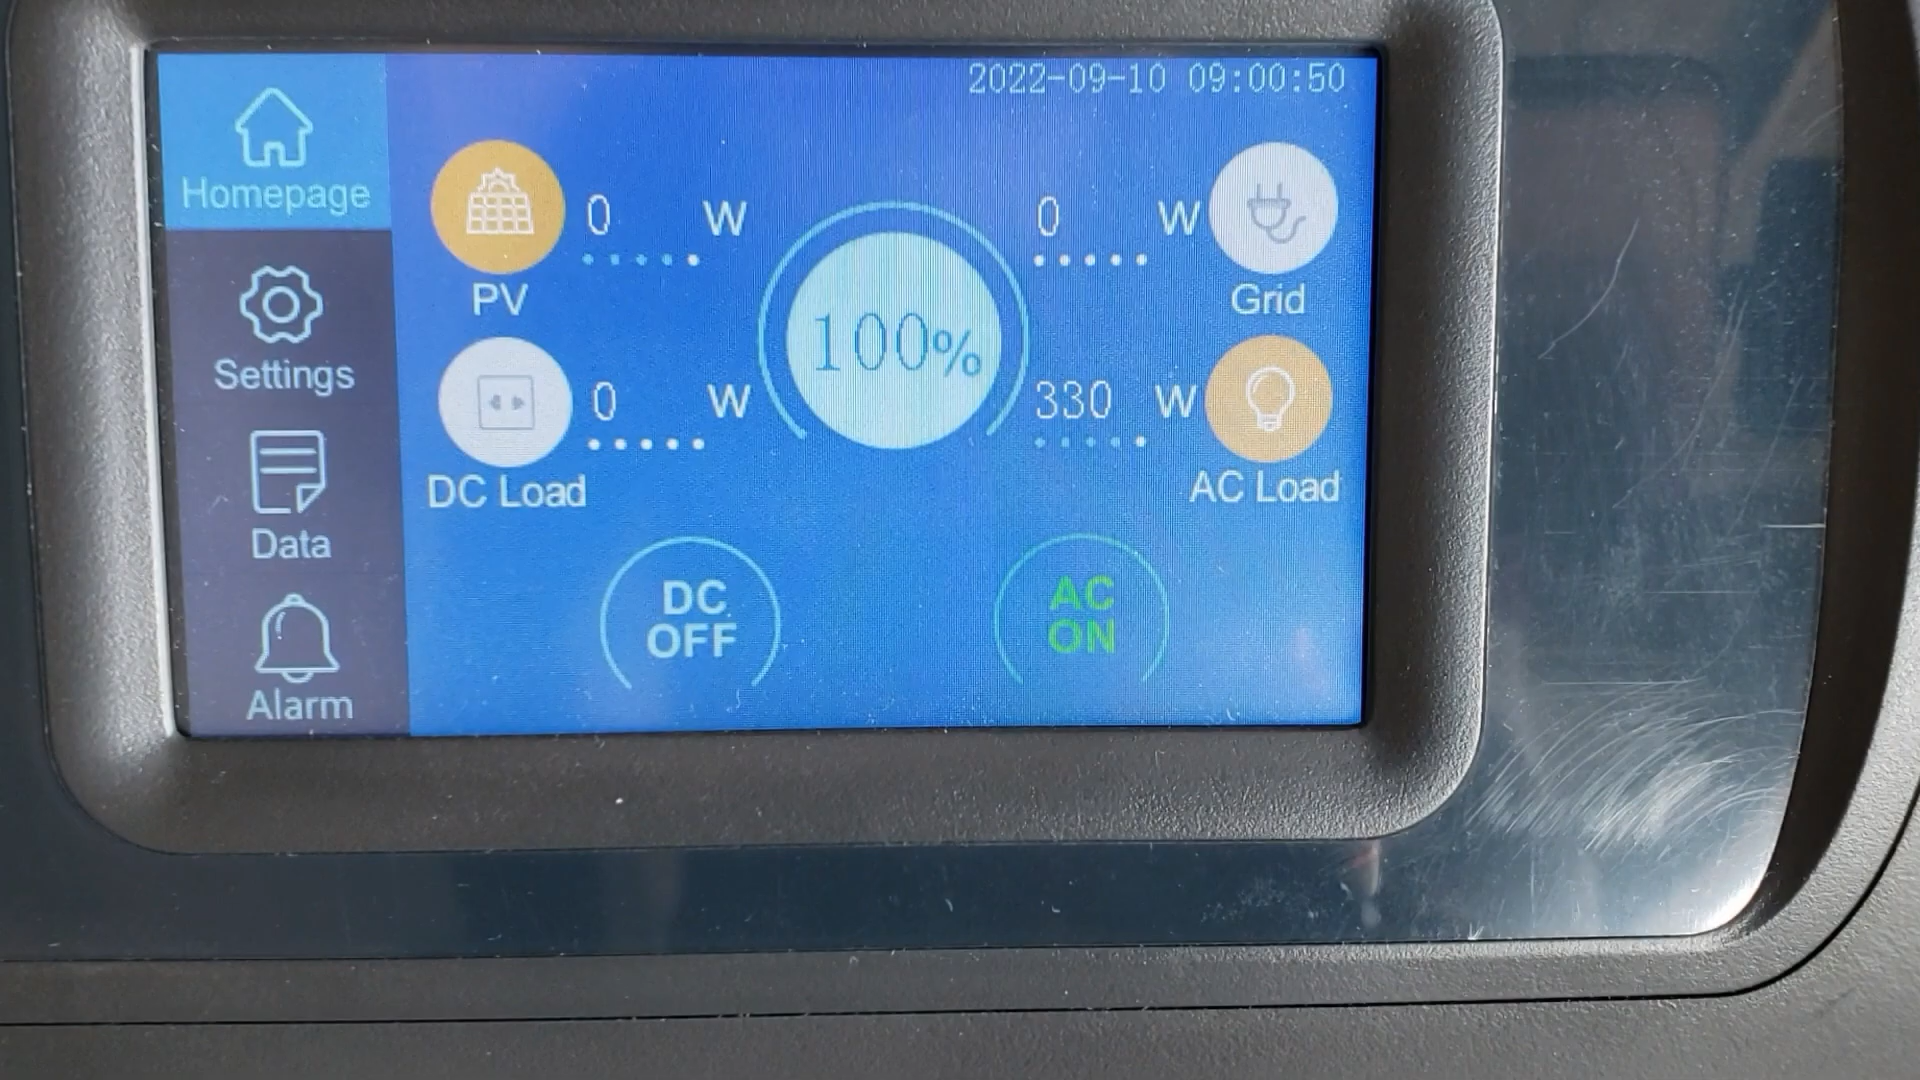 2022-09-10 09:00:50
Homepage
Settings
Data
Alarm
0 W
PV
0 W
Grid
100%
0 W
DC Load
330 W
AC Load
DC
OFF
AC
ON